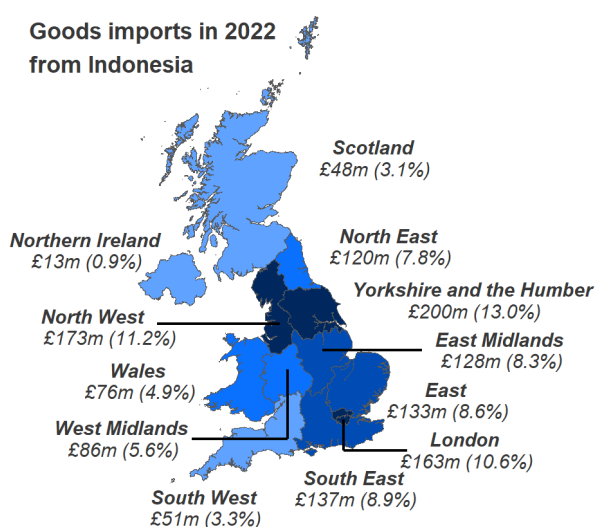 Goods imports in 2022
from Indonesia
Scotland
£48m (3.1%)
Northern Ireland
£13m (0.9%)
North East
£120m (7.8%)
Yorkshire and the Humber
£200m (13.0%)
North West
£173m (11.2%)
East Midlands
£128m (8.3%)
Wales
£76m (4.9%)
East
£133m (8.6%)
West Midlands
£86m (5.6%)
London
£163m (10.6%)
South East
£137m (8.9%)
South West
£51m (3.3%)